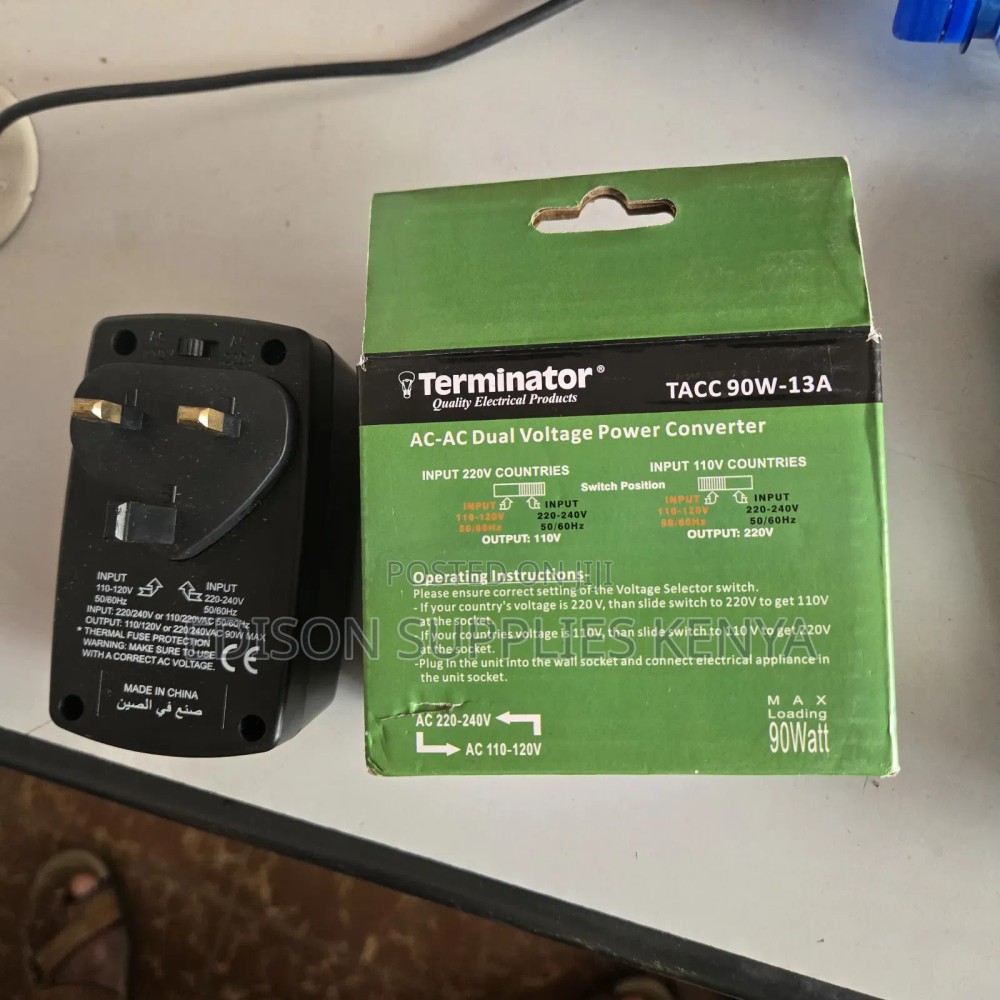 AC
AC
INPUT
110-120V
50/60Hz
INPUT
220-240V
50/60Hz
INPUT: 220/240V or 110/220VAC 50/60Hz
OUTPUT: 110/120V or 220/240VAC 90W MAX
* THERMAL FUSE PROTECTION
WARNING: MAKE SURE TO USE
WITH A CORRECT AC VOLTAGE.
CE
MADE IN CHINA
صنع في الصين
Terminator®
Quality Electrical Products
TACC 90W-13A
AC-AC Dual Voltage Power Converter
INPUT 220V COUNTRIES
INPUT 110V COUNTRIES
Switch Position
INPUT
110-120V
50/60Hz
INPUT
220-240V
50/60Hz
OUTPUT: 110V
INPUT
110-120V
50/60Hz
INPUT
220-240V
50/60Hz
OUTPUT: 220V
Operating Instructions-
Please ensure correct setting of the Voltage Selector switch.
- If your country's voltage is 220 V, than slide switch to 220V to get 110V
at the socket.
- If your countries voltage is 110V, than slide switch to 110 V to get 220V
at the socket.
-Plug in the unit into the wall socket and connect electrical appliance in
the unit socket.
AC 220-240V
AC 110-120V
MAX
Loading
90Watt
POSTED ON JIJI
DISON SUPPLIES KENYA